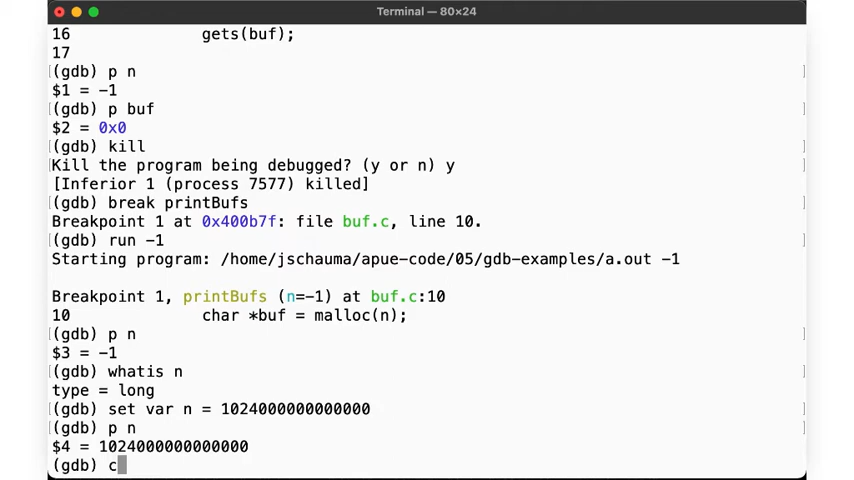 Terminal — 80×24
16 gets(buf);
17
(gdb) p n
$1 = -1
(gdb) p buf
$2 = 0x0
(gdb) kill
Kill the program being debugged? (y or n) y
[Inferior 1 (process 7577) killed]
(gdb) break printBufs
Breakpoint 1 at 0x400b7f: file buf.c, line 10.
(gdb) run -1
Starting program: /home/jschauma/apue-code/05/gdb-examples/a.out -1
Breakpoint 1, printBufs (n=-1) at buf.c:10
10 char *buf = malloc(n);
(gdb) p n
$3 = -1
(gdb) whatis n
type = long
(gdb) set var n = 1024000000000000
(gdb) p n
$4 = 1024000000000000
(gdb) c